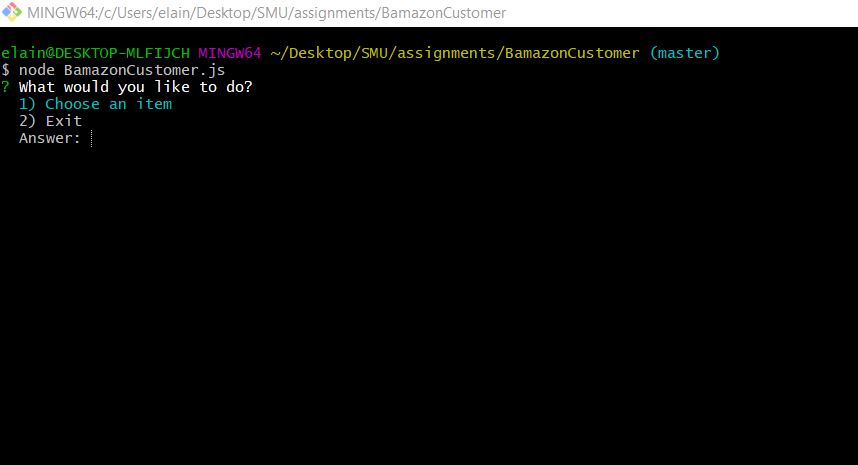 MINGW64:/c/Users/elain/Desktop/SMU/assignments/BamazonCustomer
elain@DESKTOP-MLFIJCH MINGW64 ~/Desktop/SMU/assignments/BamazonCustomer (master)
$ node BamazonCustomer.js
? What would you like to do?
1) Choose an item
2) Exit
Answer: